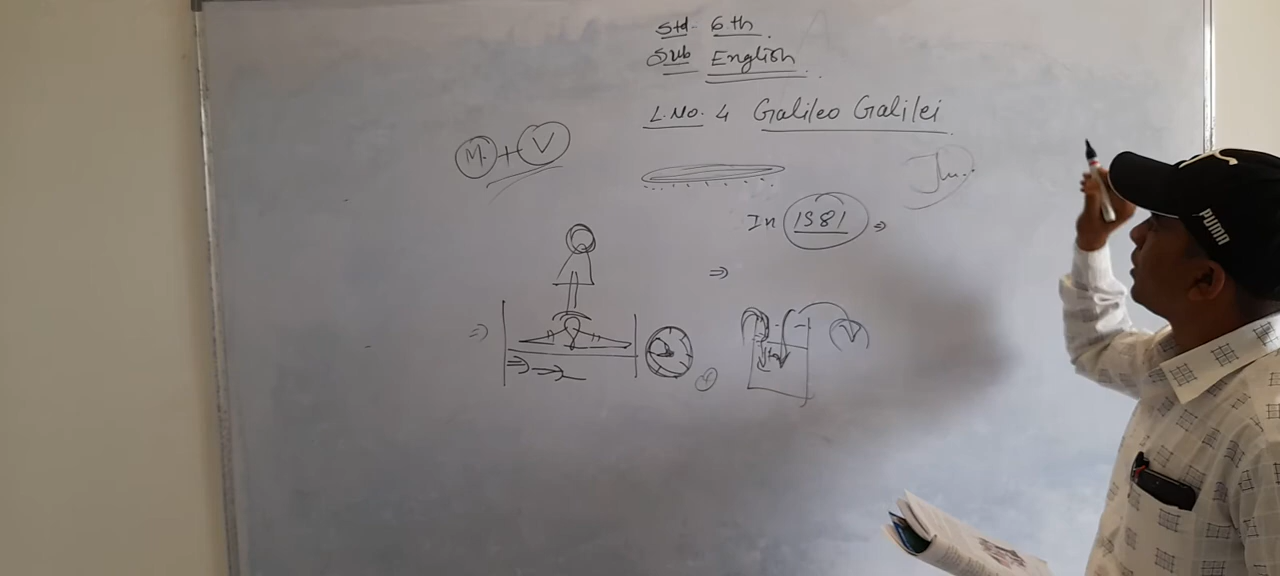 Std. 6th
Sub English
L.No. 4 Galileo Galilei
M. + V
In 1581 ⇒
PUMA